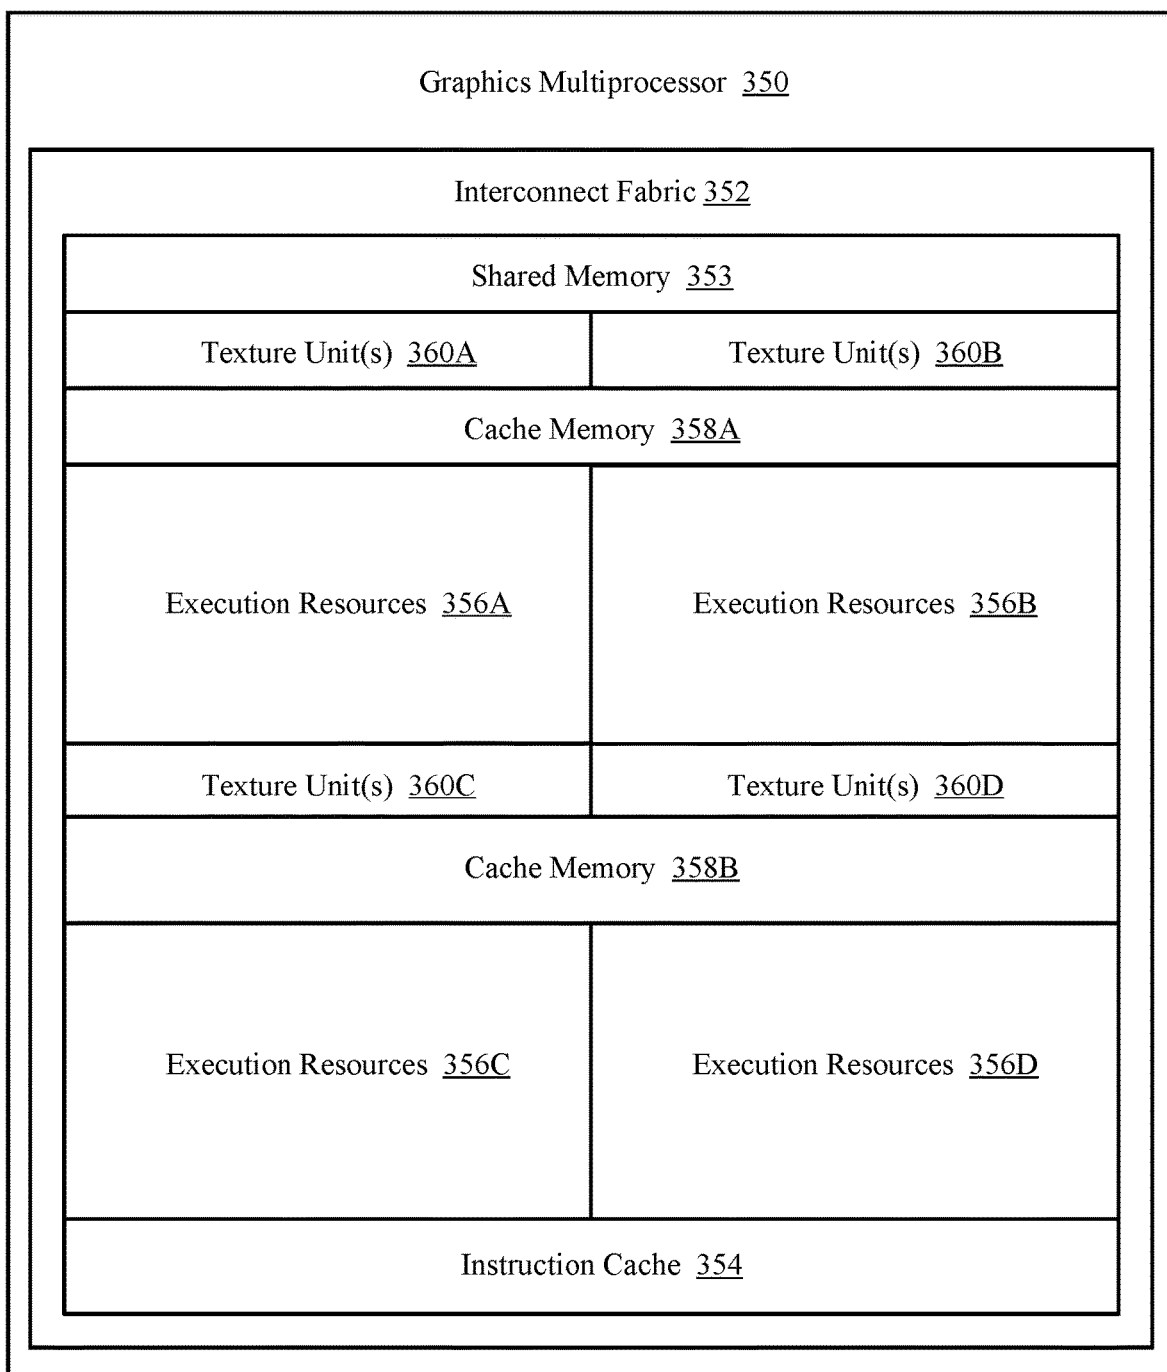 Graphics Multiprocessor 350
Interconnect Fabric 352
Shared Memory 353
Texture Unit(s) 360A
Texture Unit(s) 360B
Cache Memory 358A
Execution Resources 356A
Execution Resources 356B
Texture Unit(s) 360C
Texture Unit(s) 360D
Cache Memory 358B
Execution Resources 356C
Execution Resources 356D
Instruction Cache 354